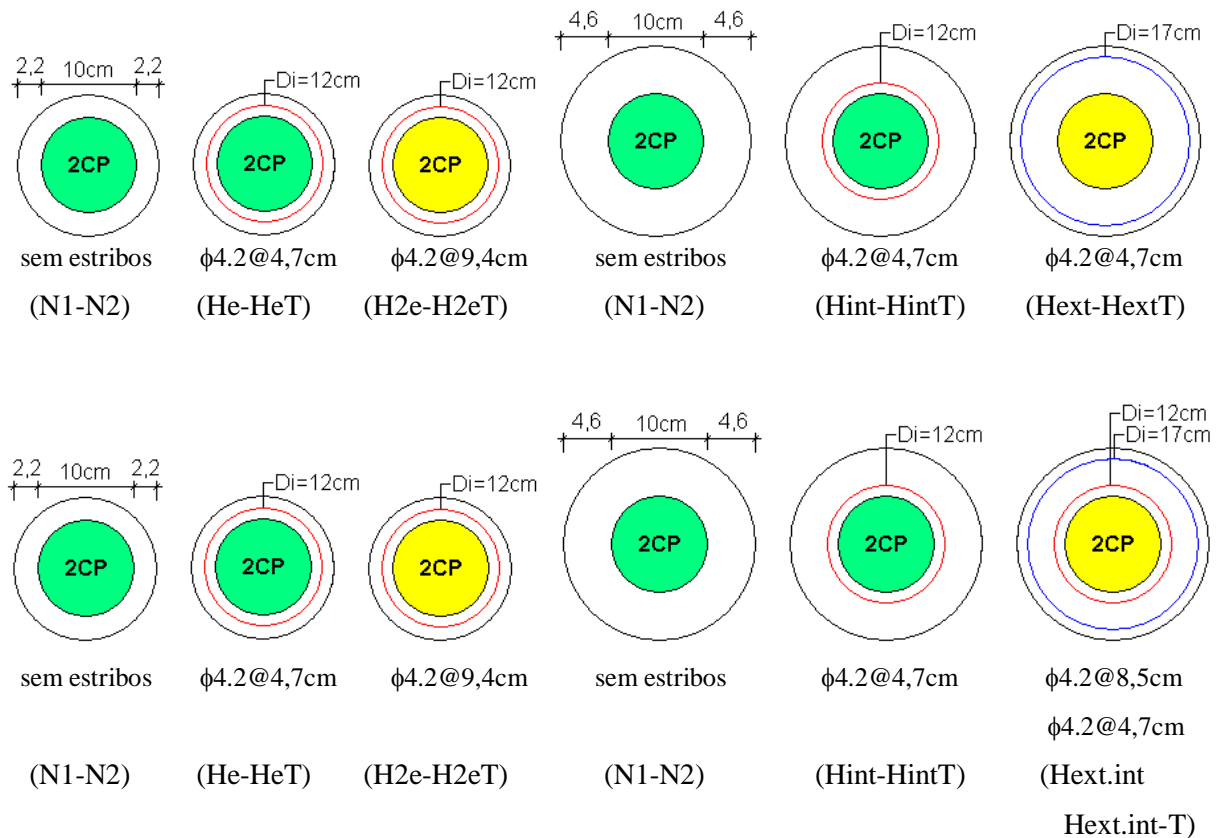 4,6 10cm 4,6 Di=12cm Di=17cm
2,2 10cm 2,2 Di=12cm Di=12cm
2CP 2CP 2CP 2CP 2CP 2CP
sem estribos ϕ4.2@4,7cm ϕ4.2@9,4cm sem estribos ϕ4.2@4,7cm ϕ4.2@4,7cm
(N1-N2) (He-HeT) (H2e-H2eT) (N1-N2) (Hint-HintT) (Hext-HextT)
4,6 10cm 4,6 Di=12cm Di=12cm
Di=17cm
2,2 10cm 2,2 Di=12cm Di=12cm
2CP 2CP 2CP 2CP 2CP 2CP
sem estribos ϕ4.2@4,7cm ϕ4.2@9,4cm sem estribos ϕ4.2@4,7cm ϕ4.2@8,5cm
ϕ4.2@4,7cm
(N1-N2) (He-HeT) (H2e-H2eT) (N1-N2) (Hint-HintT) (Hext.int
Hext.int-T)